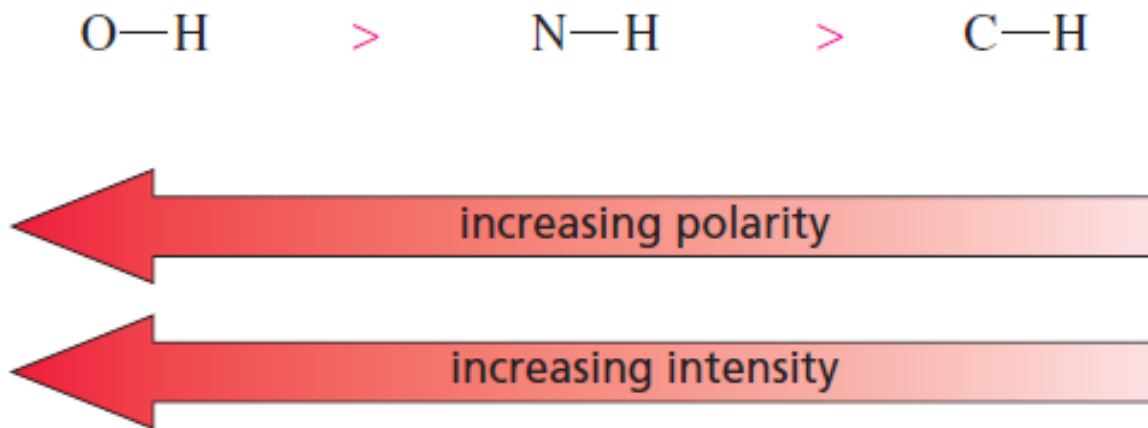 O—H > N—H > C—H
increasing polarity
increasing intensity